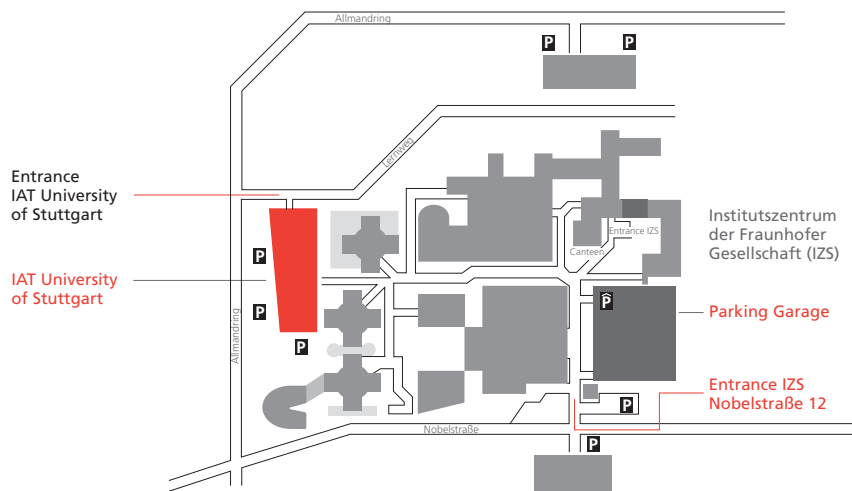 Allmandring
P
P
Lernweg
Entrance
IAT University
of Stuttgart
Institutszentrum
der Fraunhofer
Gesellschaft (IZS)
Entrance IZS
Canteen
P
IAT University
of Stuttgart
P
P
Parking Garage
Allmandring
P
Entrance IZS
Nobelstraße 12
P
Nobelstraße
P